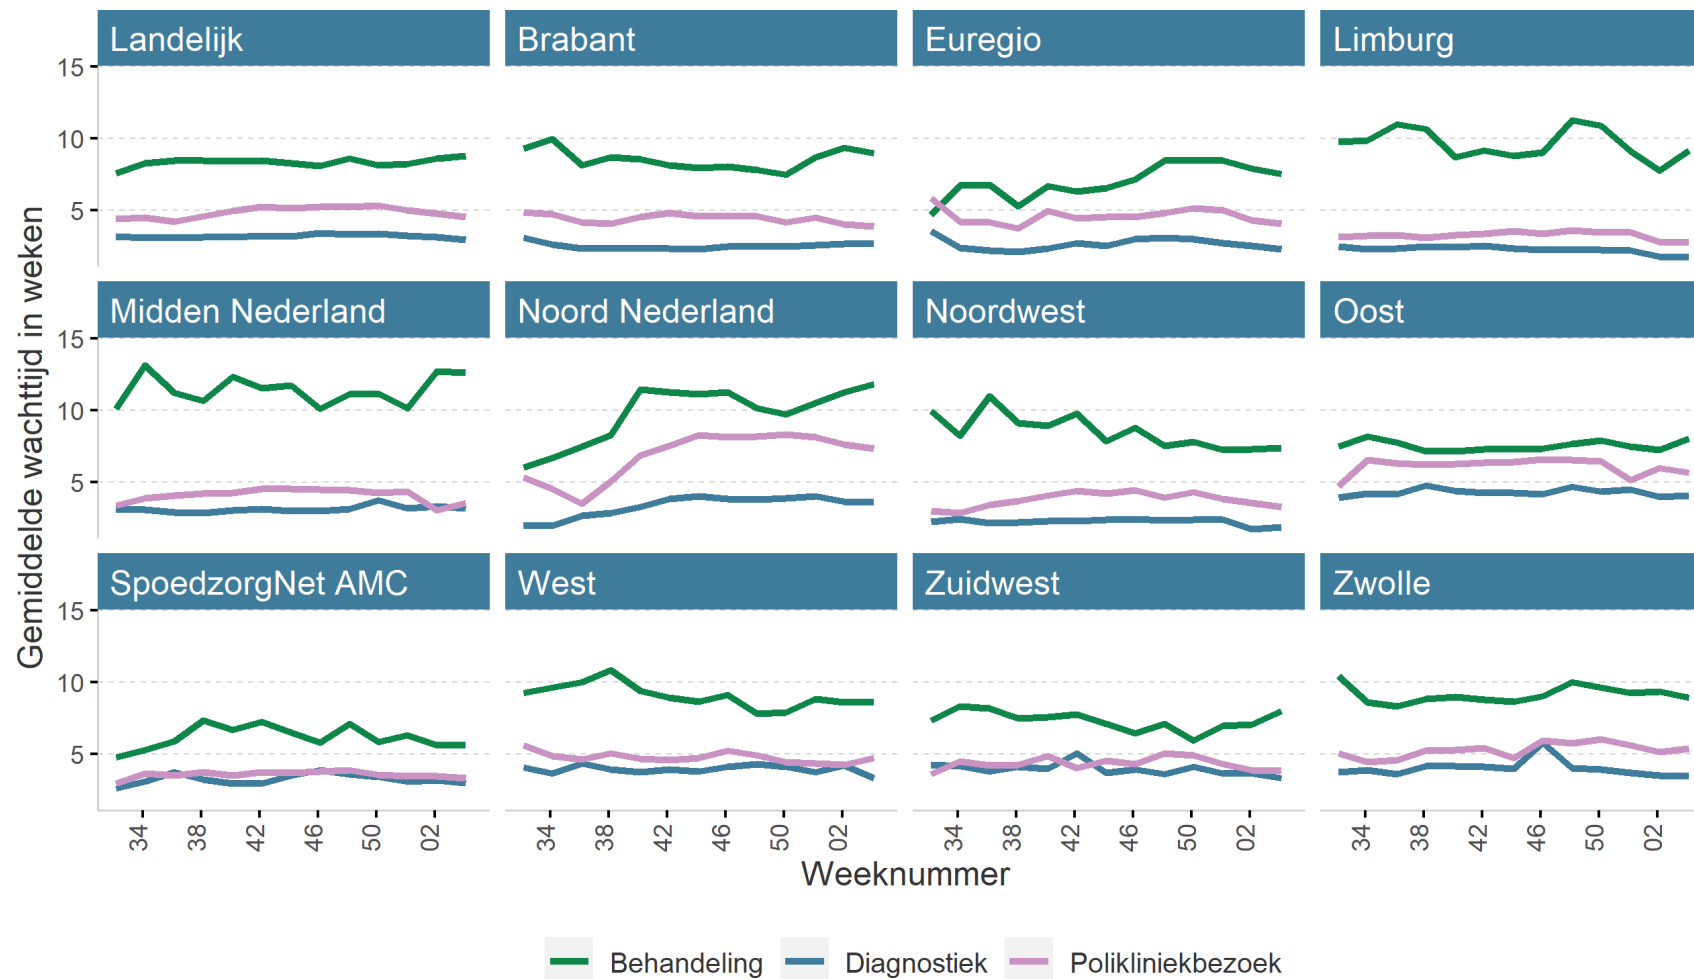 Landelijk Brabant Euregio Limburg
15
10
5
Midden Nederland Noord Nederland Noordwest Oost
15
10
5
SpoedzorgNet AMC West Zuidwest Zwolle
15
10
5
Gemiddelde wachttijd in weken
34 38 42 46 50 02 34 38 42 46 50 02 34 38 42 46 50 02 34 38 42 46 50 02
Weeknummer
Behandeling Diagnostiek Polikliniekbezoek